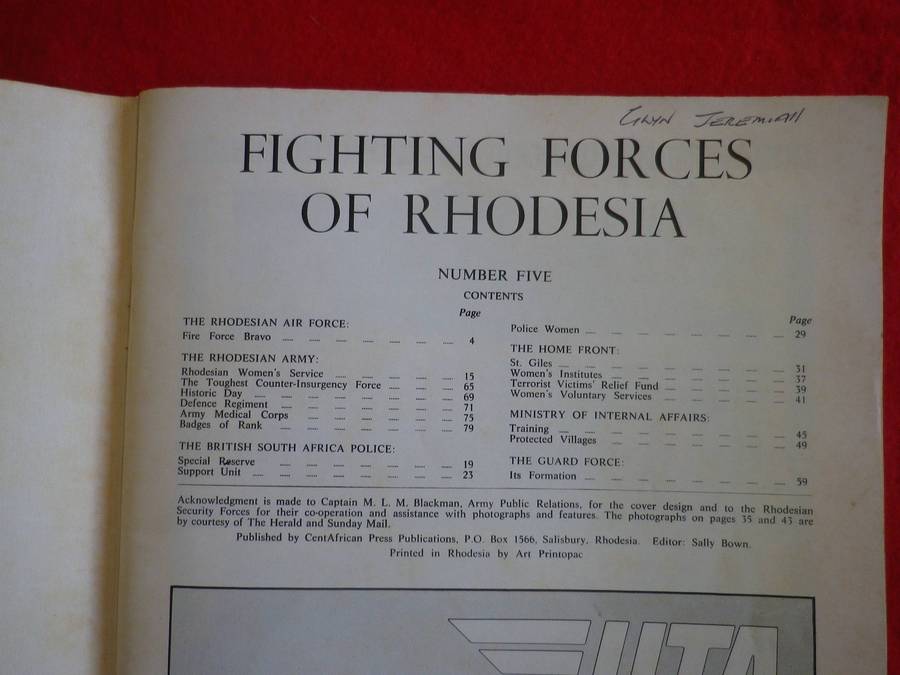 GWYN JEREMIAH
FIGHTING FORCES
OF RHODESIA
NUMBER FIVE
CONTENTS
Page
THE RHODESIAN AIR FORCE:
Fire Force Bravo 4
THE RHODESIAN ARMY:
Rhodesian Women's Service 15
The Toughest Counter-Insurgency Force 65
Historic Day 69
Defence Regiment 71
Army Medical Corps 75
Badges of Rank 79
THE BRITISH SOUTH AFRICA POLICE:
Special Reserve 19
Support Unit 23
Page
Police Women 29
THE HOME FRONT:
St. Giles 31
Women's Institutes 37
Terrorist Victims' Relief Fund 39
Women's Voluntary Services 41
MINISTRY OF INTERNAL AFFAIRS:
Training 45
Protected Villages 49
THE GUARD FORCE:
Its Formation 59
Acknowledgment is made to Captain M. L. M. Blackman, Army Public Relations, for the cover design and to the Rhodesian
Security Forces for their co-operation and assistance with photographs and features. The photographs on pages 35 and 43 are
by courtesy of The Herald and Sunday Mail.
Published by CentAfrican Press Publications, P.O. Box 1566, Salisbury, Rhodesia. Editor: Sally Bown.
Printed in Rhodesia by Art Printopac
UTA